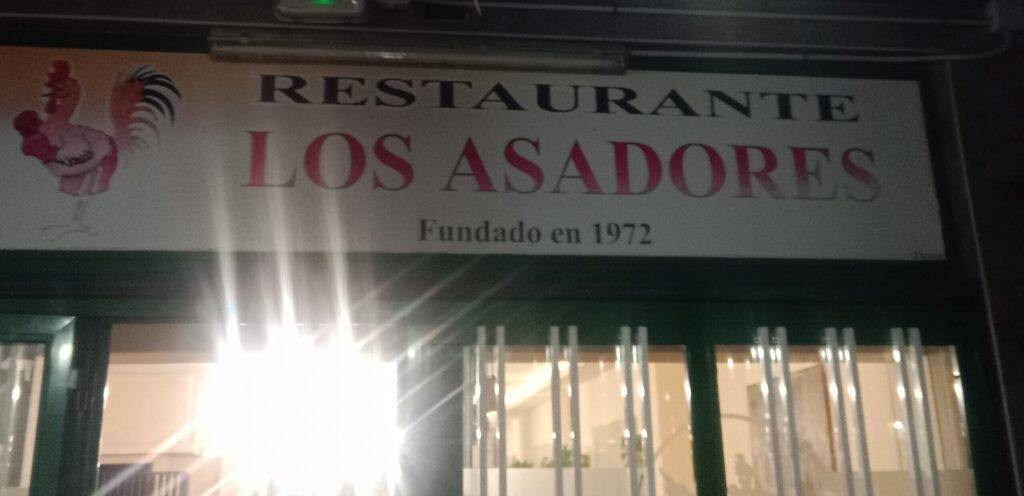 RESTAURANTE
LOS ASADORES
Fundado en 1972